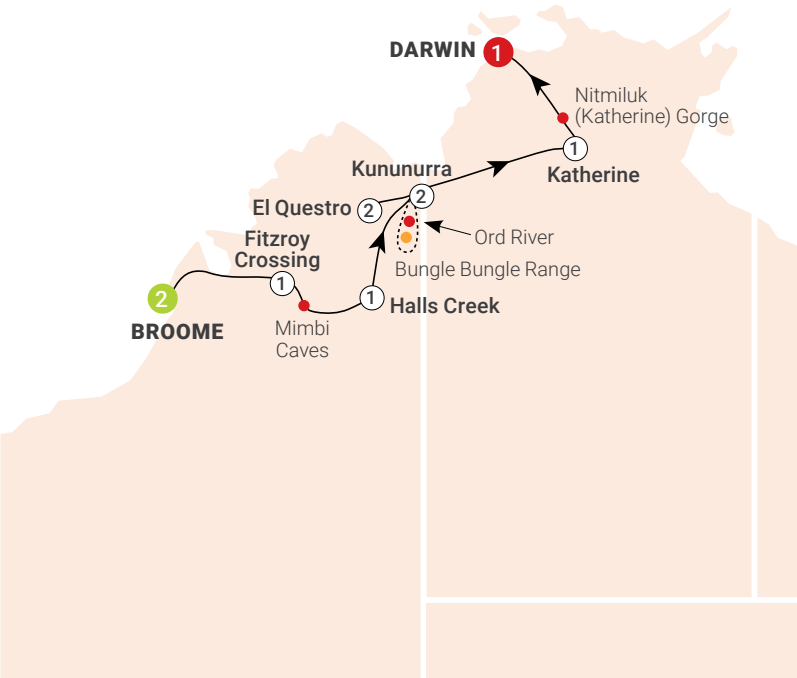 DARWIN
1
Nitmiluk
(Katherine) Gorge
1
Katherine
Kununurra
2
El Questro
2
Ord River
Bungle Bungle Range
Fitzroy
Crossing
1
2
BROOME
Mimbi
Caves
1
Halls Creek